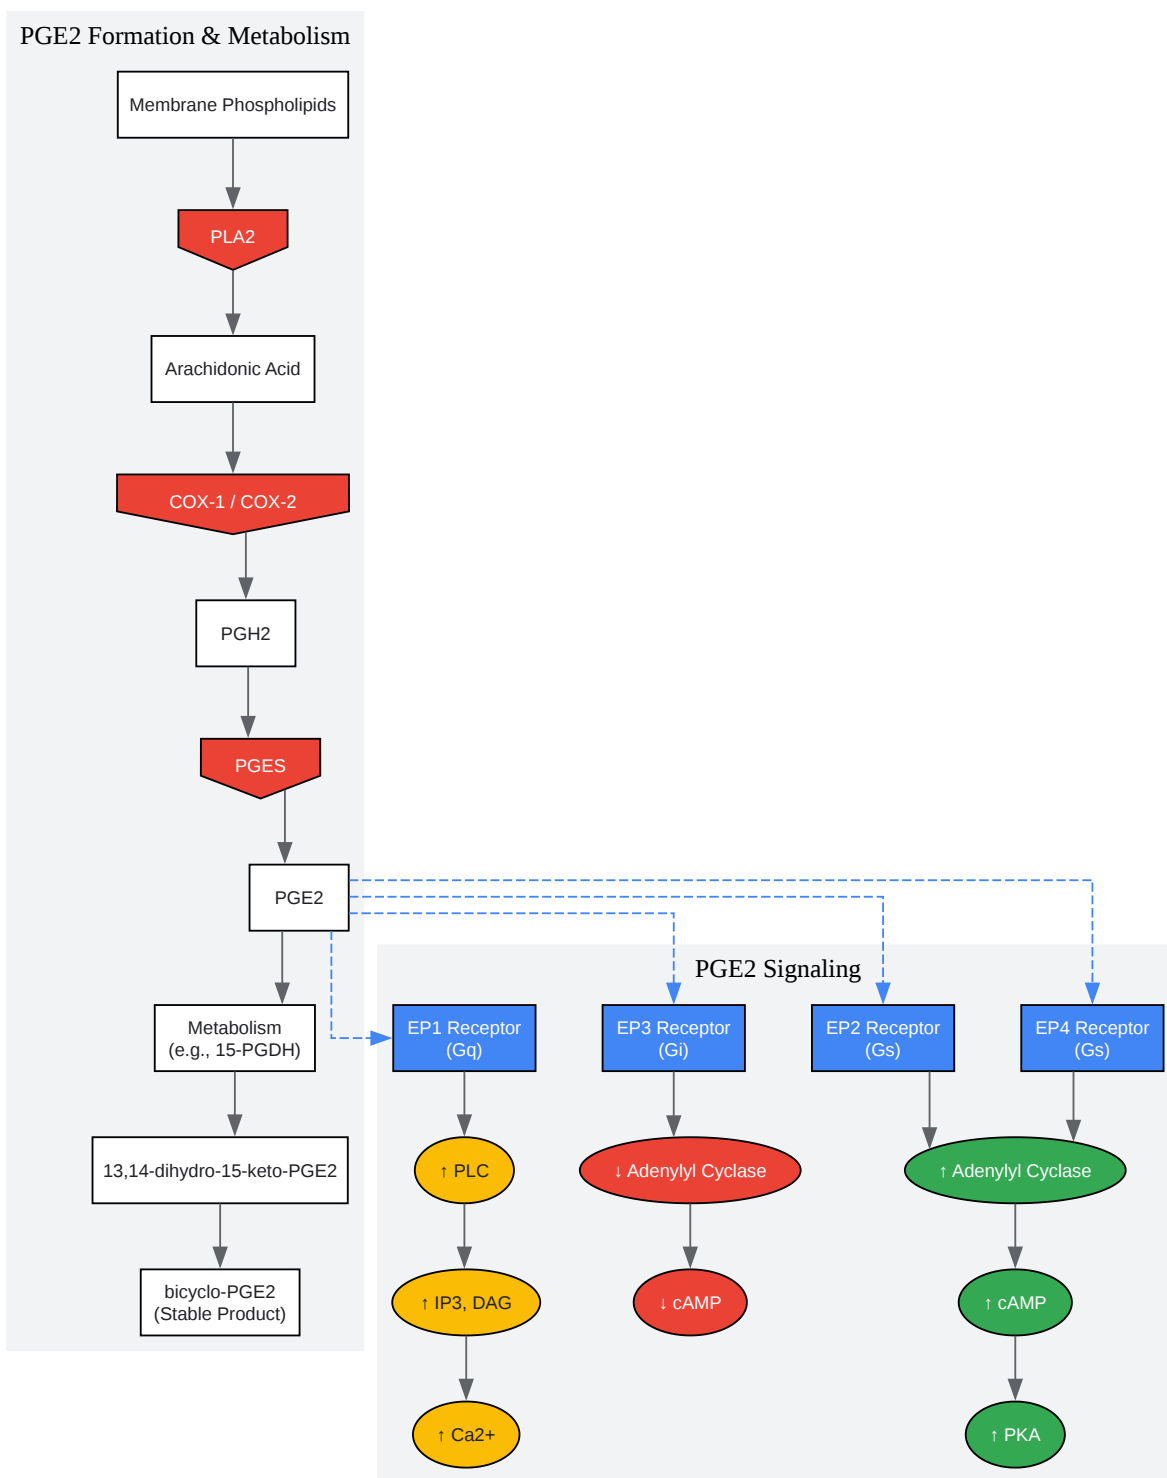 PGE2 Formation & Metabolism
Membrane Phospholipids
PLA2
Arachidonic Acid
COX-1 / COX-2
PGH2
PGES
PGE2
Metabolism
(e.g., 15-PGDH)
13,14-dihydro-15-keto-PGE2
bicyclo-PGE2
(Stable Product)
PGE2 Signaling
EP1 Receptor
(Gq)
EP3 Receptor
(Gi)
EP2 Receptor
(Gs)
EP4 Receptor
(Gs)
↑ PLC
↓ Adenylyl Cyclase
↑ Adenylyl Cyclase
↑ IP3, DAG
↓ cAMP
↑ cAMP
↑ Ca2+
↑ PKA